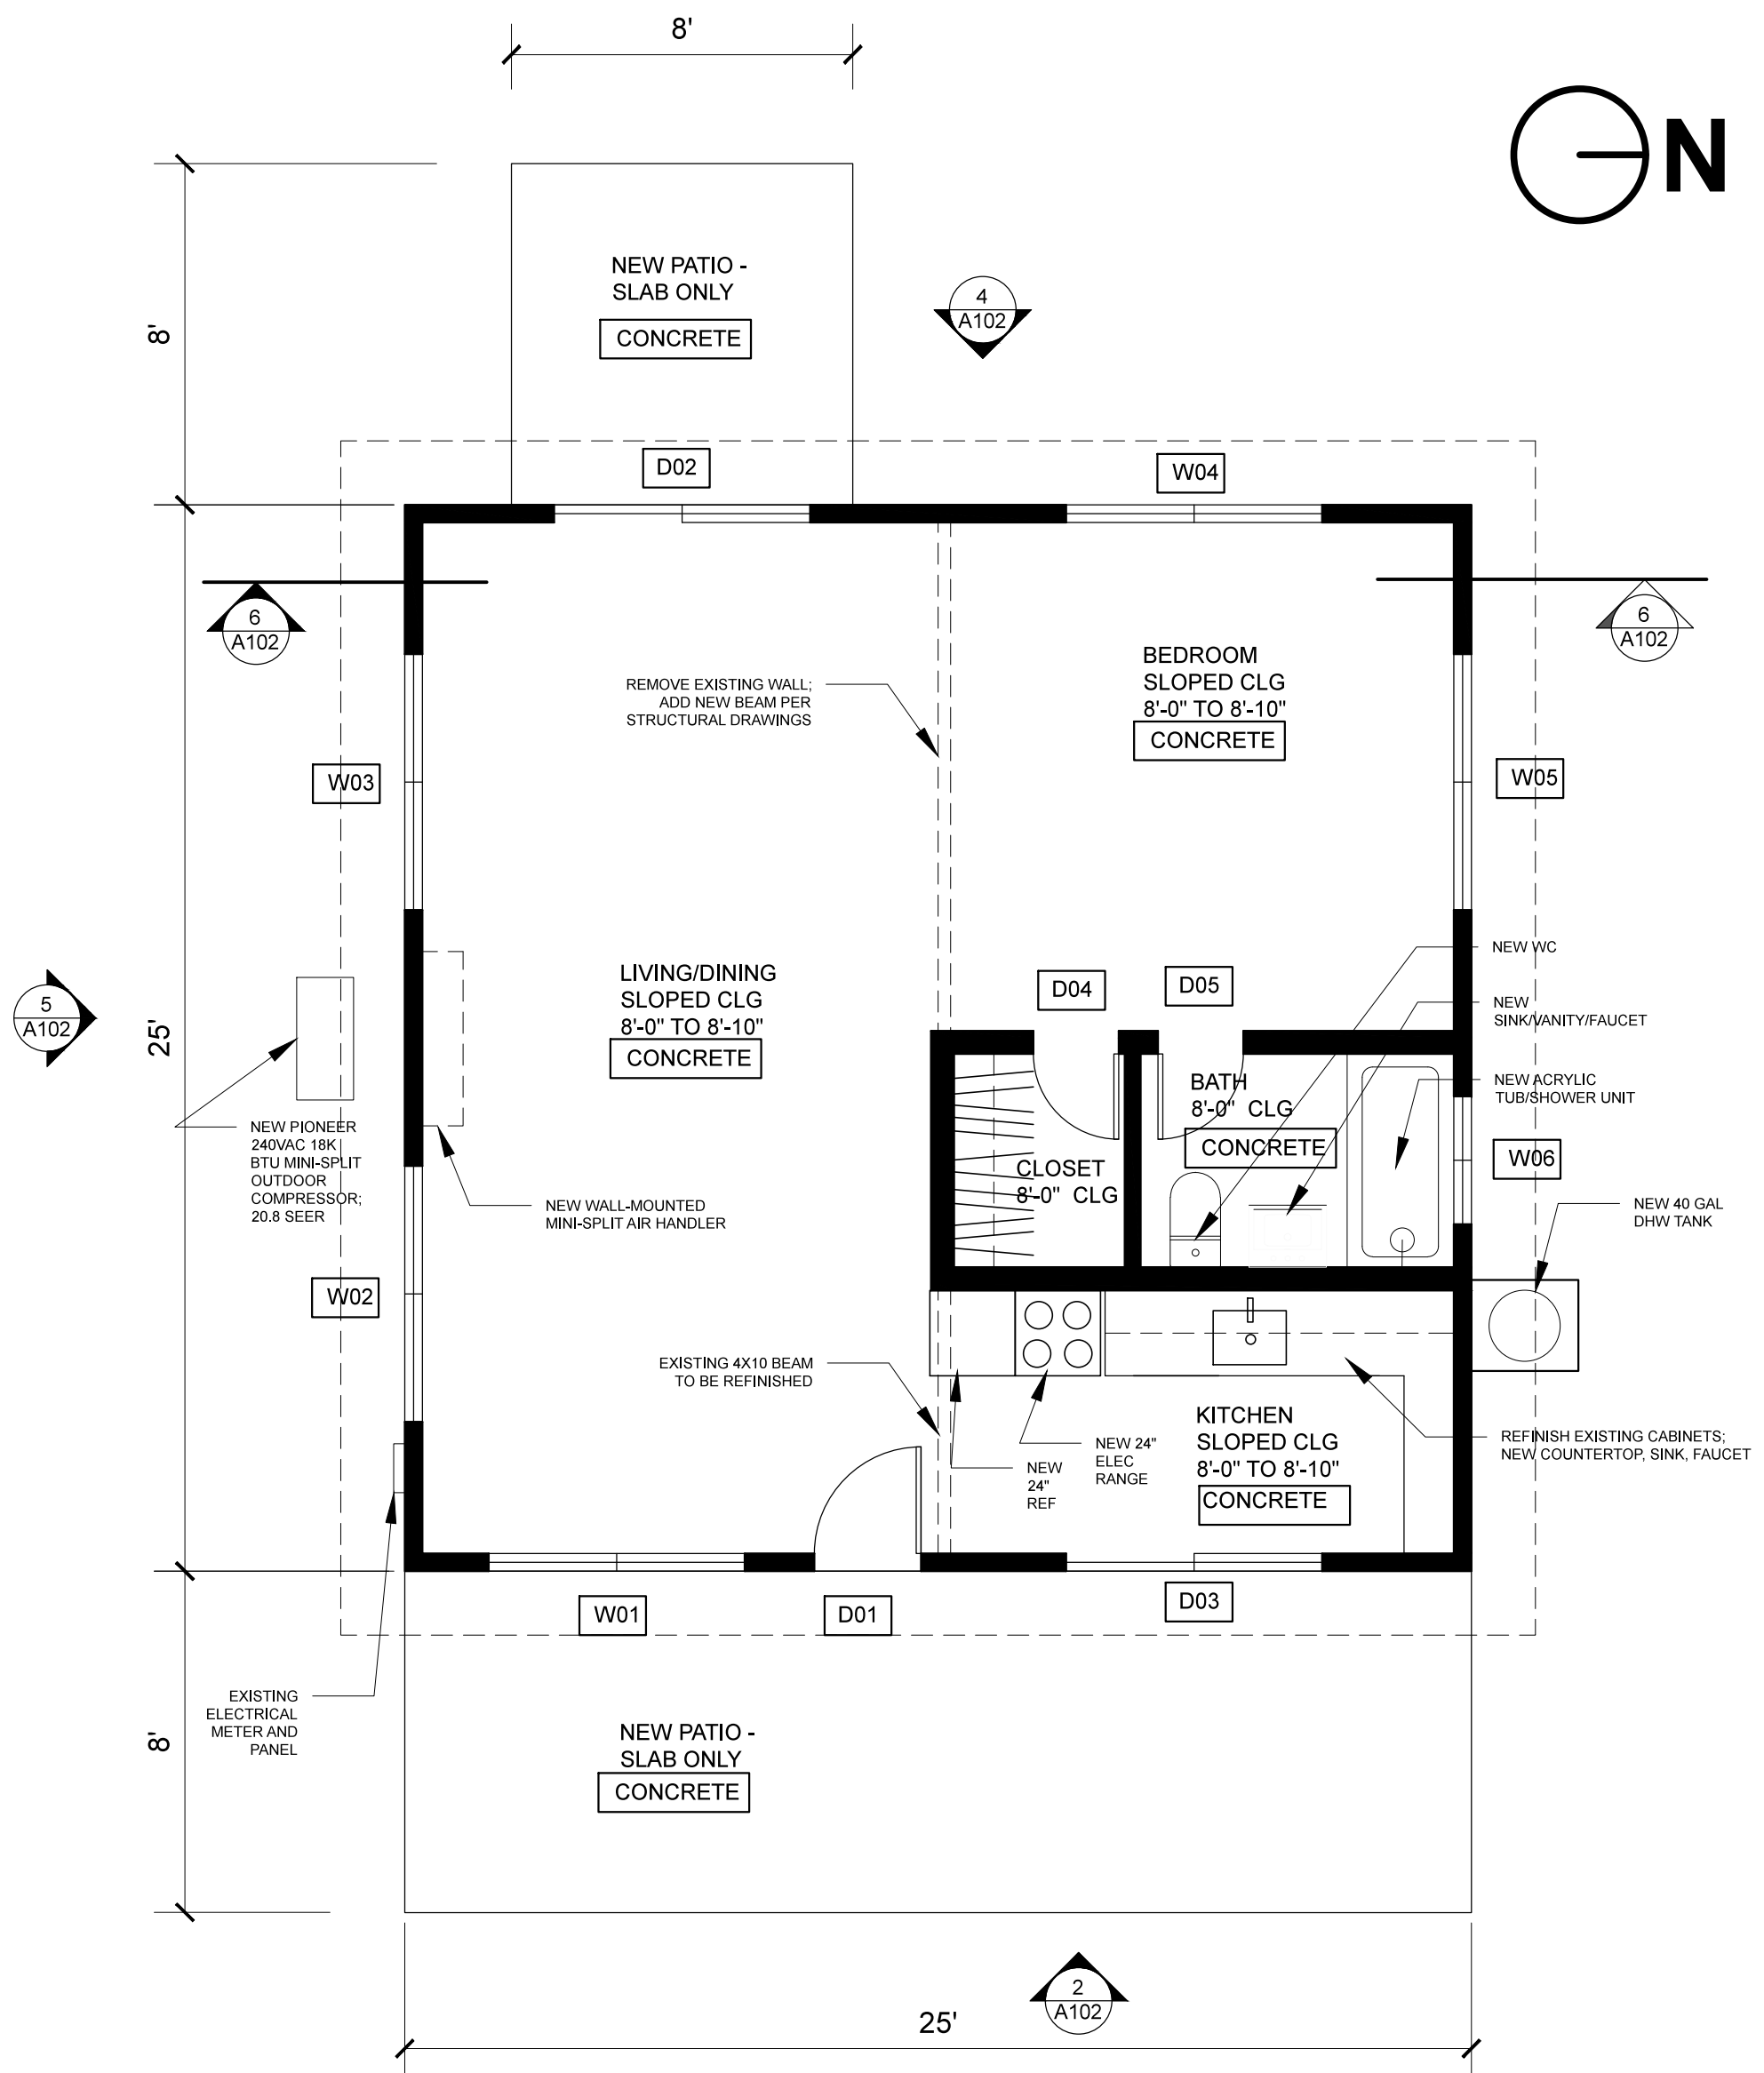 8'
N
8'
NEW PATIO -
SLAB ONLY
CONCRETE
4
A102
D02
W04
6
A102
6
A102
REMOVE EXISTING WALL;
ADD NEW BEAM PER
STRUCTURAL DRAWINGS
BEDROOM
SLOPED CLG
8'-0" TO 8'-10"
CONCRETE
W03
W05
NEW WC
5
A102
25'
LIVING/DINING
SLOPED CLG
8'-0" TO 8'-10"
CONCRETE
D04
D05
NEW
SINK/VANITY/FAUCET
NEW ACRYLIC
TUB/SHOWER UNIT
BATH
8'-0" CLG
CONCRETE
CLOSET
8'-0" CLG
W06
NEW PIONEER
240VAC 18K
BTU MINI-SPLIT
OUTDOOR
COMPRESSOR;
20.8 SEER
NEW WALL-MOUNTED
MINI-SPLIT AIR HANDLER
NEW 40 GAL
DHW TANK
W02
EXISTING 4X10 BEAM
TO BE REFINISHED
KITCHEN
SLOPED CLG
8'-0" TO 8'-10"
CONCRETE
NEW 24"
ELEC
RANGE
NEW
24"
REF
REFINISH EXISTING CABINETS;
NEW COUNTERTOP, SINK, FAUCET
W01
D01
D03
EXISTING
ELECTRICAL
METER AND
PANEL
8'
NEW PATIO -
SLAB ONLY
CONCRETE
2
A102
25'